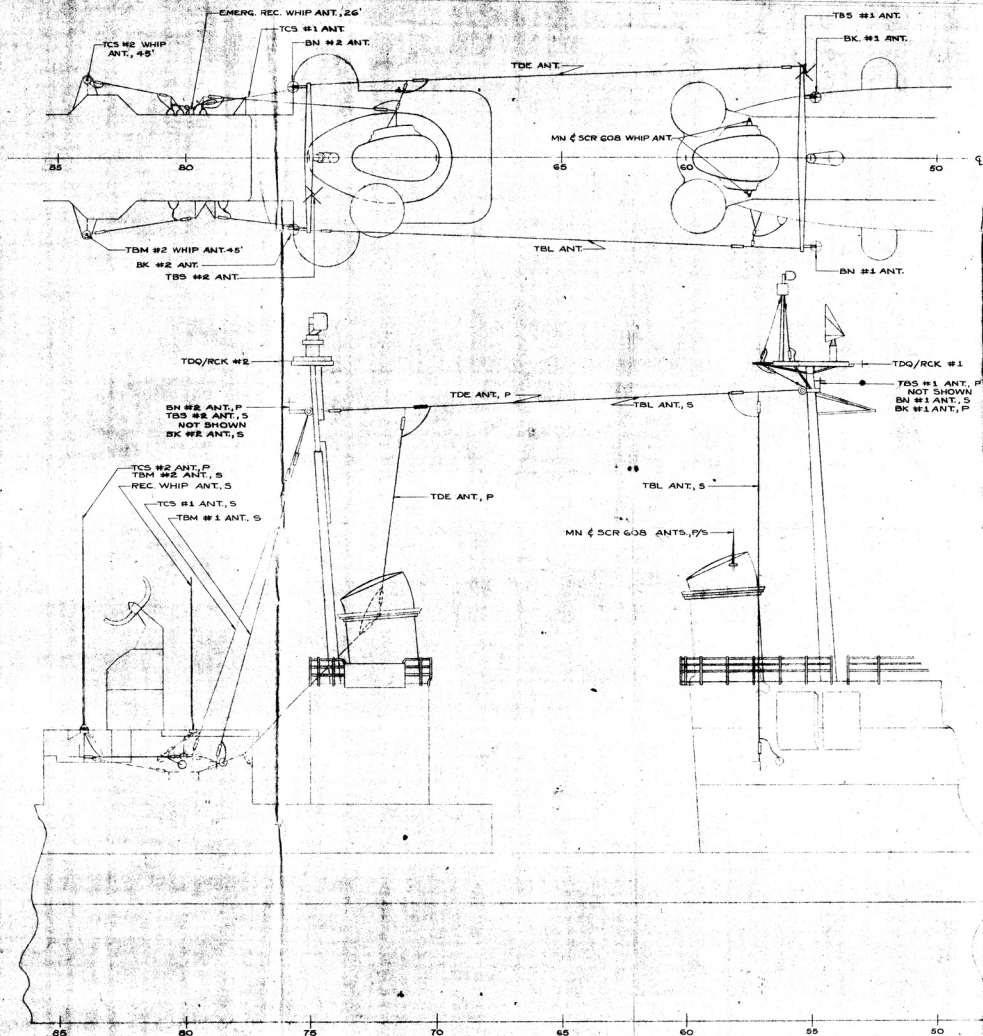 EMERG. REC. WHIP ANT., 26'
TCS #1 ANT.
BN #2 ANT.
TCS #2 WHIP
ANT., 45'
TBS #1 ANT.
BK. #1 ANT.
TDE ANT.
MN & SCR 608 WHIP ANT.
85
80
75
70
65
60
55
50
℄
TBM #2 WHIP ANT. 45'
BK #2 ANT.
TBS #2 ANT.
TBL ANT.
BN #1 ANT.
TDQ/RCK #2
TDQ/RCK #1
BN #2 ANT., P
TBS #2 ANT., S
NOT SHOWN
BK #2 ANT., S
TDE ANT., P
TBL ANT., S
TBS #1 ANT., P
NOT SHOWN
BN #1 ANT., S
BK #1 ANT., P
TCS #2 ANT., P
TBM #2 ANT., S
REC. WHIP ANT., S
TCS #1 ANT., S
TBM #1 ANT., S
TDE ANT., P
TBL ANT., S
MN & SCR 608 ANTS., P/S
85
80
75
70
65
60
55
50